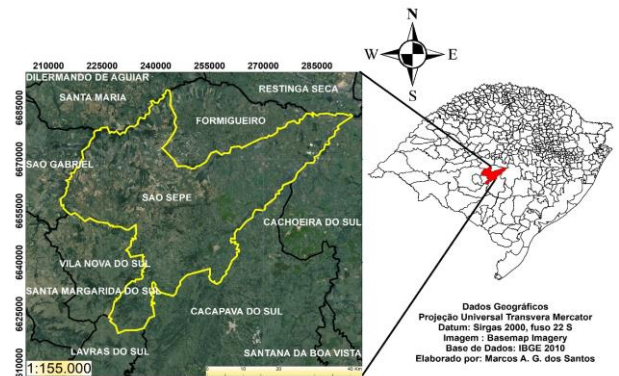 N
W E
S
210000 225000 240000 255000 270000 285000
DILERMANDO DE AGUIAR
RESTINGA SECA
SANTA MARIA
FORMIGUEIRO
SAO GABRIEL
SAO SEPE
CACHOEIRA DO SUL
VILA NOVA DO SUL
SANTA MARGARIDA DO SUL
CACAPAVA DO SUL
LAVRAS DO SUL
SANTANA DA BOA VISTA
6685000
6670000
6655000
6640000
6625000
6610000
1:155.000
Dados Geográficos
Projeção Universal Transvera Mercator
Datum: Sirgas 2000, fuso 22 S
Imagem : Basemap Imagery
Base de Dados: IBGE 2010
Elaborado por: Marcos A. G. dos Santos